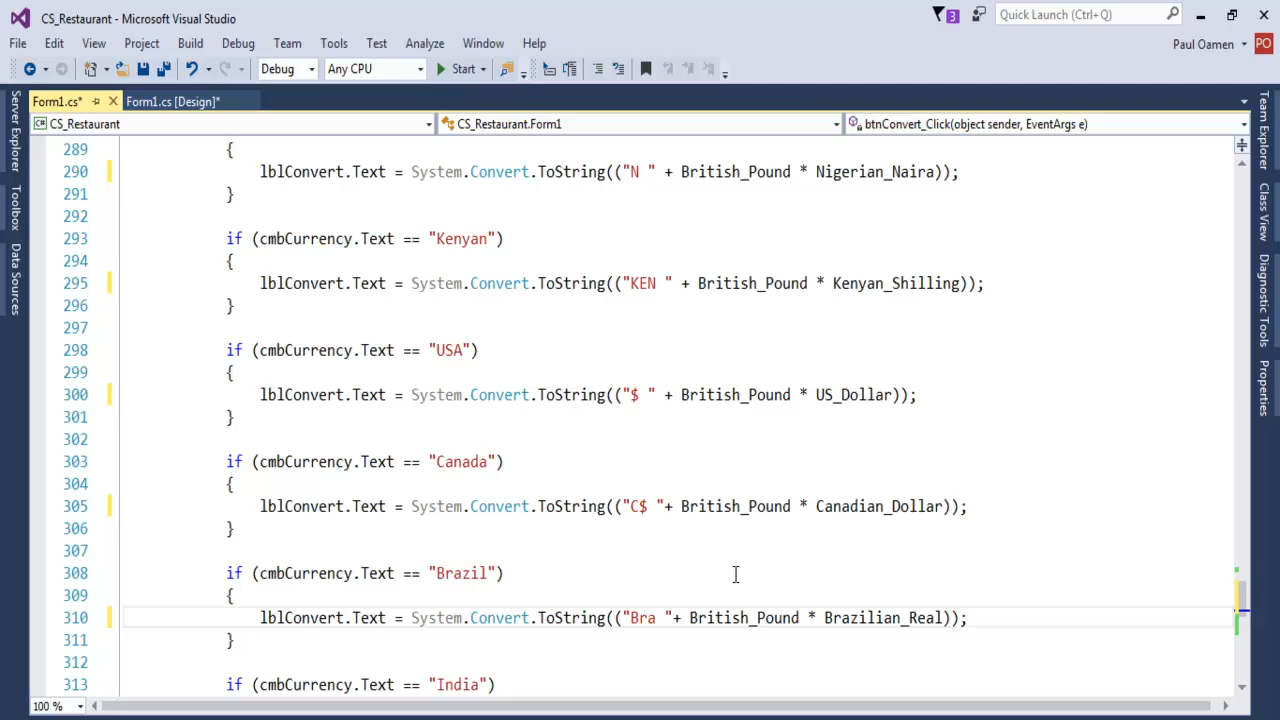 CS_Restaurant - Microsoft Visual Studio
3
Quick Launch (Ctrl+Q)
File Edit View Project Build Debug Team Tools Test Analyze Window Help
Paul Oamen
PO
Debug
Any CPU
Start
Form1.cs*
Form1.cs [Design]*
CS_Restaurant
CS_Restaurant.Form1
btnConvert_Click(object sender, EventArgs e)
Server Explorer
Toolbox
Data Sources
289 {
290 lblConvert.Text = System.Convert.ToString(("N " + British_Pound * Nigerian_Naira));
291 }
292
293 if (cmbCurrency.Text == "Kenyan")
294 {
295 lblConvert.Text = System.Convert.ToString(("KEN " + British_Pound * Kenyan_Shilling));
296 }
297
298 if (cmbCurrency.Text == "USA")
299 {
300 lblConvert.Text = System.Convert.ToString(("$ " + British_Pound * US_Dollar));
301 }
302
303 if (cmbCurrency.Text == "Canada")
304 {
305 lblConvert.Text = System.Convert.ToString(("C$ "+ British_Pound * Canadian_Dollar));
306 }
307
308 if (cmbCurrency.Text == "Brazil")
309 {
310 lblConvert.Text = System.Convert.ToString(("Bra "+ British_Pound * Brazilian_Real));
311 }
312
313 if (cmbCurrency.Text == "India")
Team Explorer
Class View
Diagnostic Tools
Properties
100 %